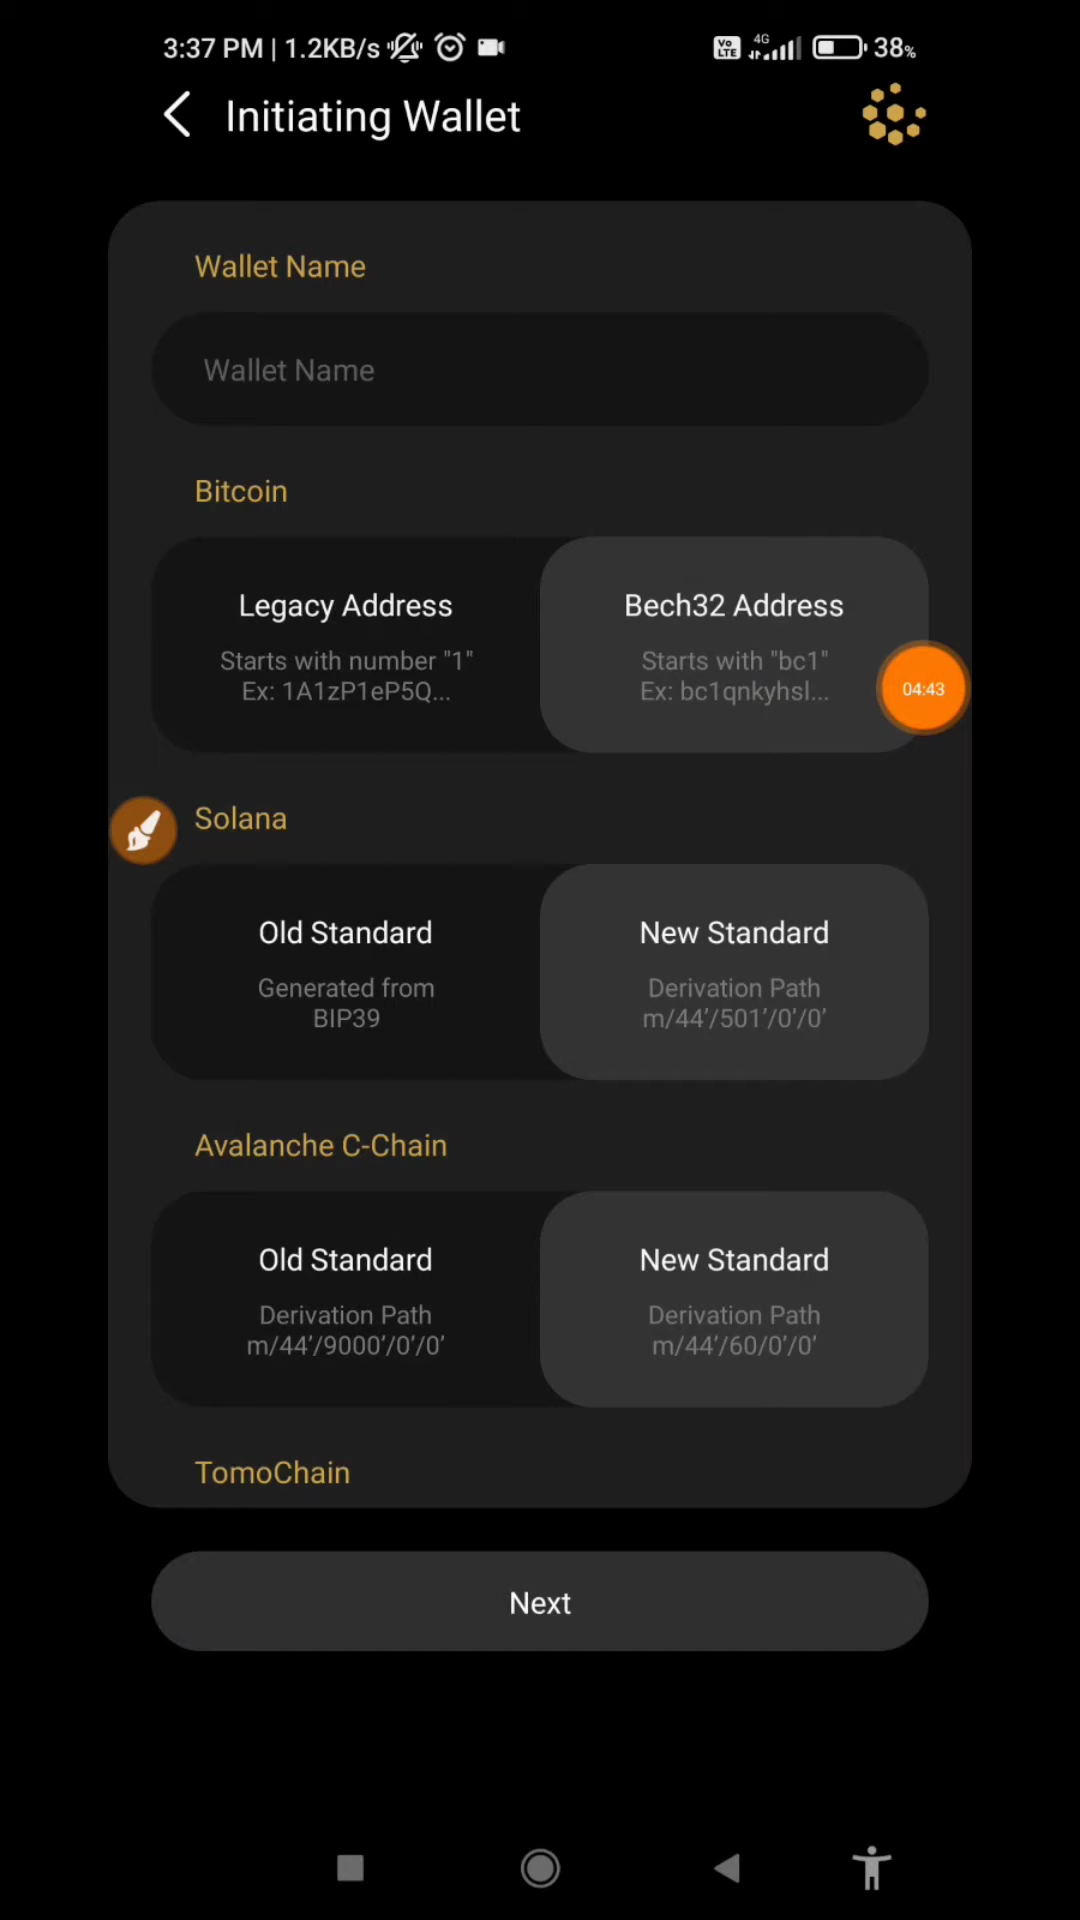 3:37 PM | 1.2KB/s
Vo LTE 4G 38%
Initiating Wallet
Wallet Name
Wallet Name
Bitcoin
Legacy Address
Starts with number "1"
Ex: 1A1zP1eP5Q...
Bech32 Address
Starts with "bc1"
Ex: bc1qnkyhsl...
04:43
Solana
Old Standard
Generated from
BIP39
New Standard
Derivation Path
m/44’/501’/0’/0’
Avalanche C-Chain
Old Standard
Derivation Path
m/44’/9000’/0’/0’
New Standard
Derivation Path
m/44’/60/0’/0’
TomoChain
Next